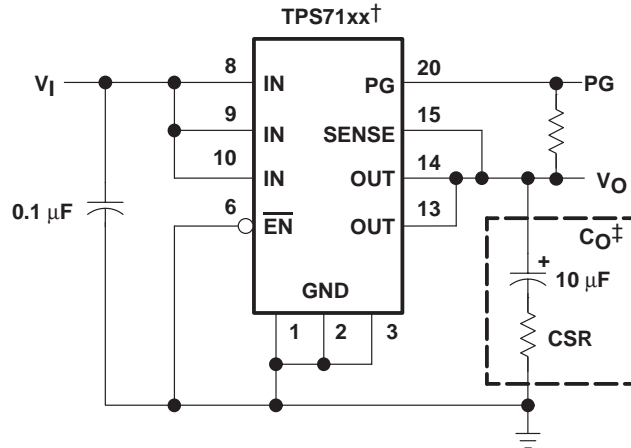 TPS71xx†
8
20
V_I
IN
PG
PG
9
15
IN
SENSE
10
14
IN
OUT
V_O
6
13
0.1 μF
EN
OUT
C_O‡
+
10 μF
GND
1
2
3
CSR